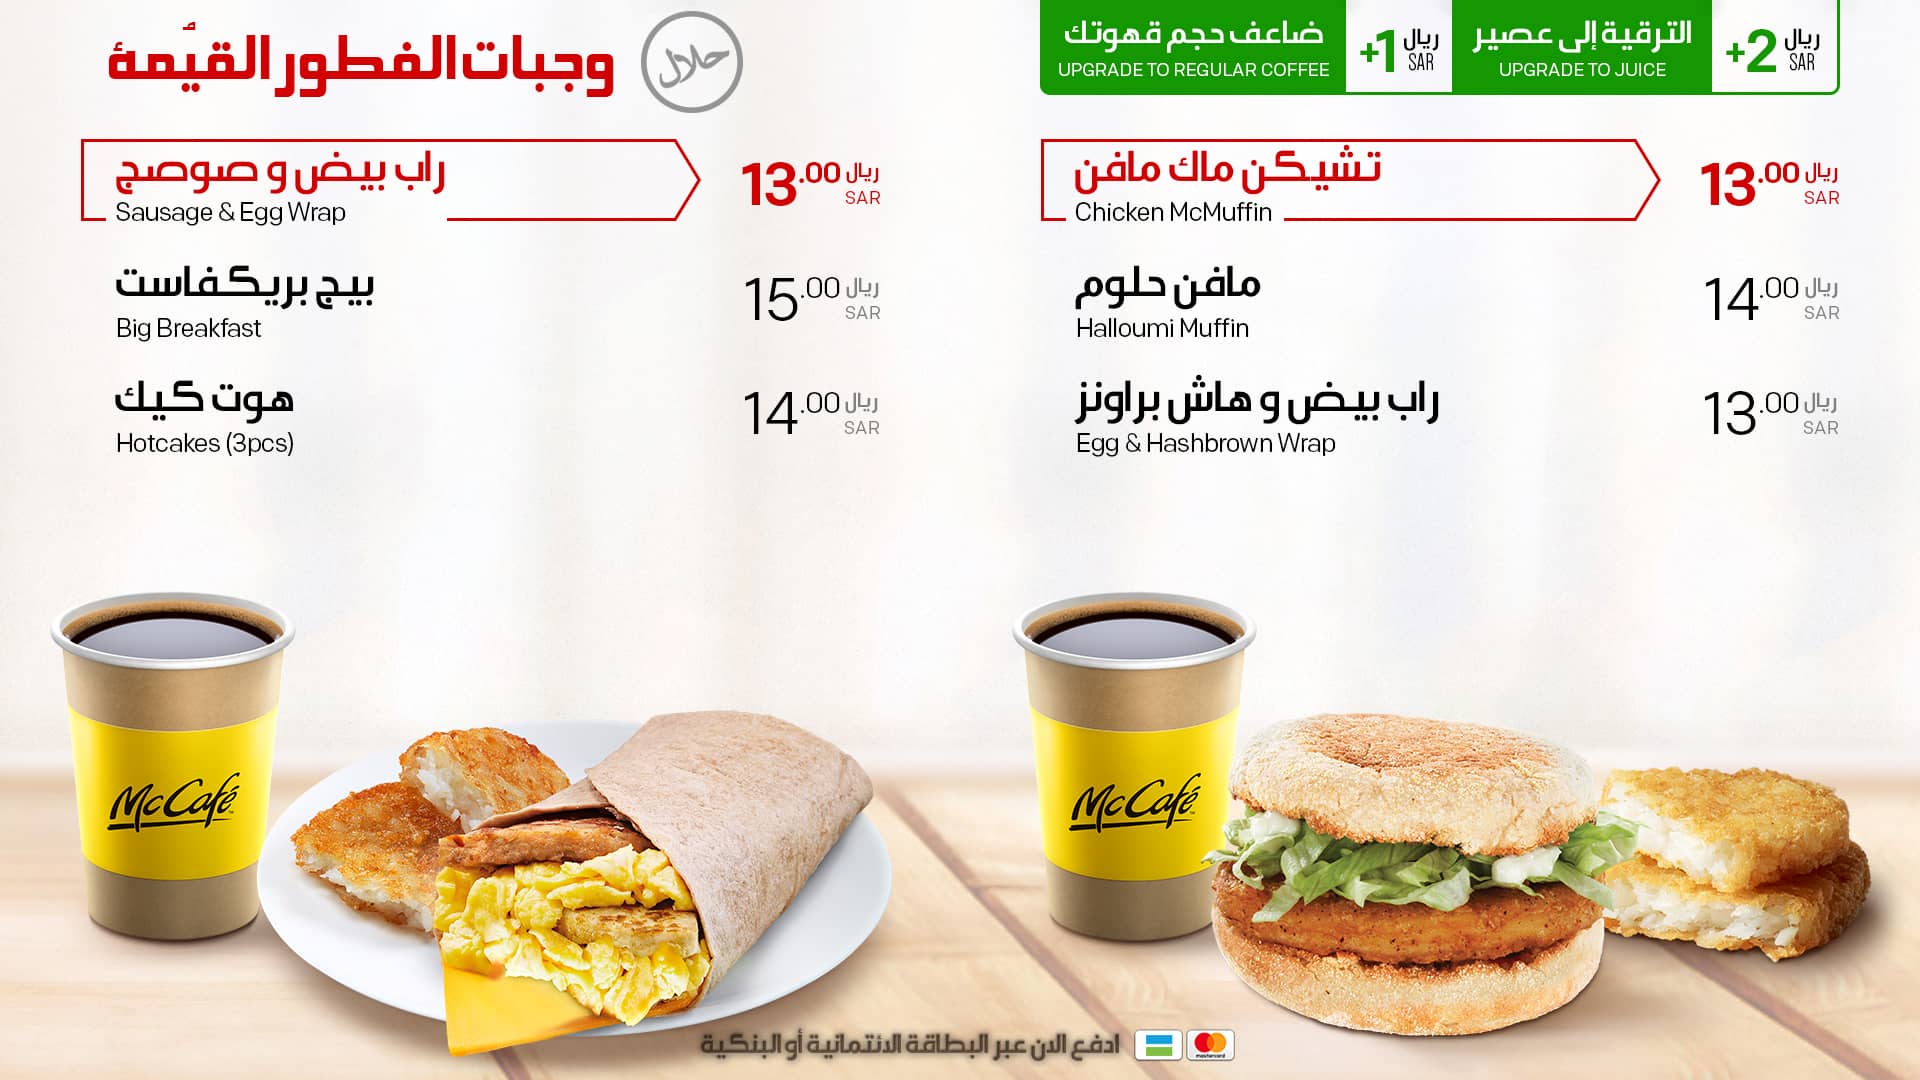 وجبات الفطور القيّمة
حلال
ضاعف حجم قهوتك
UPGRADE TO REGULAR COFFEE
+1 ريال
SAR
الترقية إلى عصير
UPGRADE TO JUICE
+2 ريال
SAR
راب بيض و صوصج
Sausage & Egg Wrap
13.00 ريال
SAR
بيج بريكفاست
Big Breakfast
15.00 ريال
SAR
هوت كيك
Hotcakes (3pcs)
14.00 ريال
SAR
تشيكن ماك مافن
Chicken McMuffin
13.00 ريال
SAR
مافن حلوم
Halloumi Muffin
14.00 ريال
SAR
راب بيض و هاش براونز
Egg & Hashbrown Wrap
13.00 ريال
SAR
McCafé
McCafé
ادفع الان عبر البطاقة الائتمانية أو البنكية
mastercard